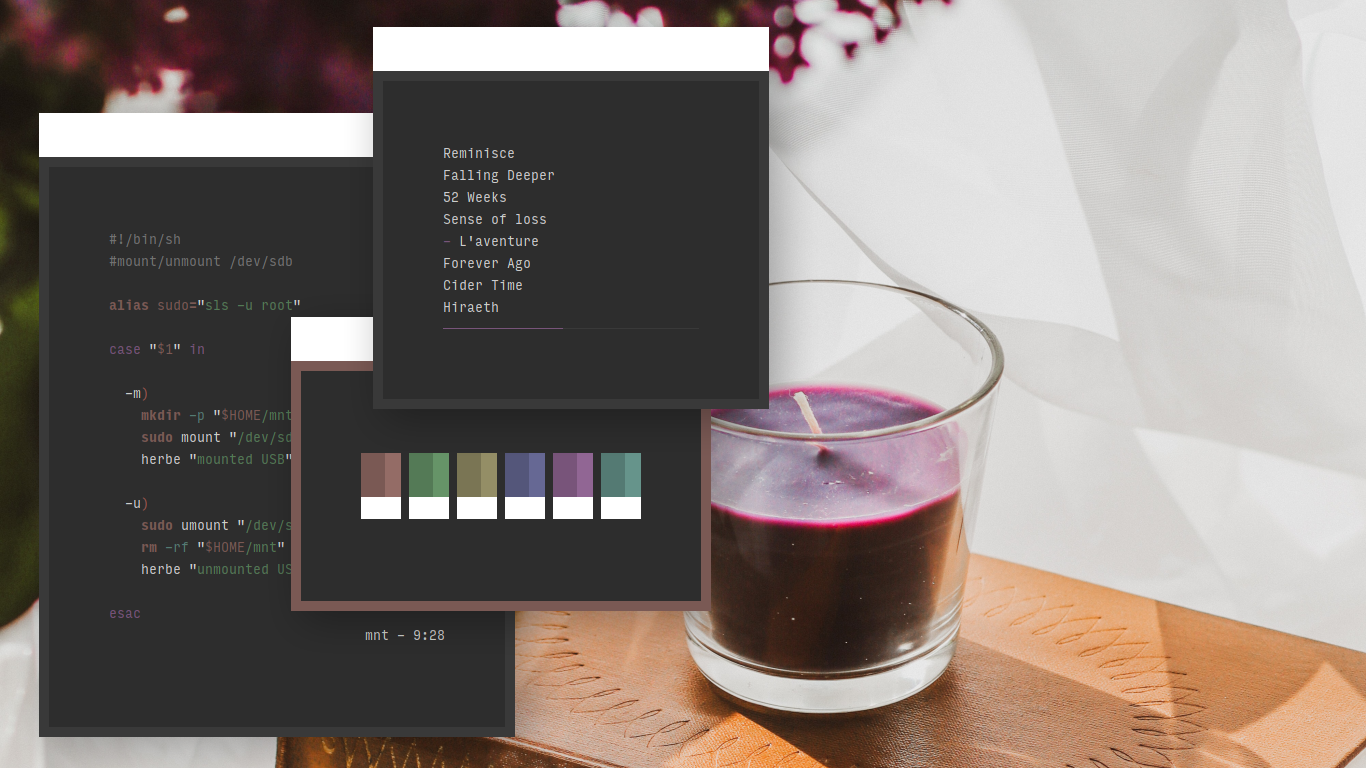 Reminisce
Falling Deeper
52 Weeks
Sense of loss
– L'aventure
Forever Ago
Cider Time
Hiraeth
#!/bin/sh
#mount/unmount /dev/sdb
alias sudo="sls -u root"
case "$1" in
-m)
mkdir -p "$HOME/mnt
sudo mount "/dev/sd
herbe "mounted USB"
-u)
sudo umount "/dev/s
rm -rf "$HOME/mnt"
herbe "unmounted US
esac
mnt – 9:28